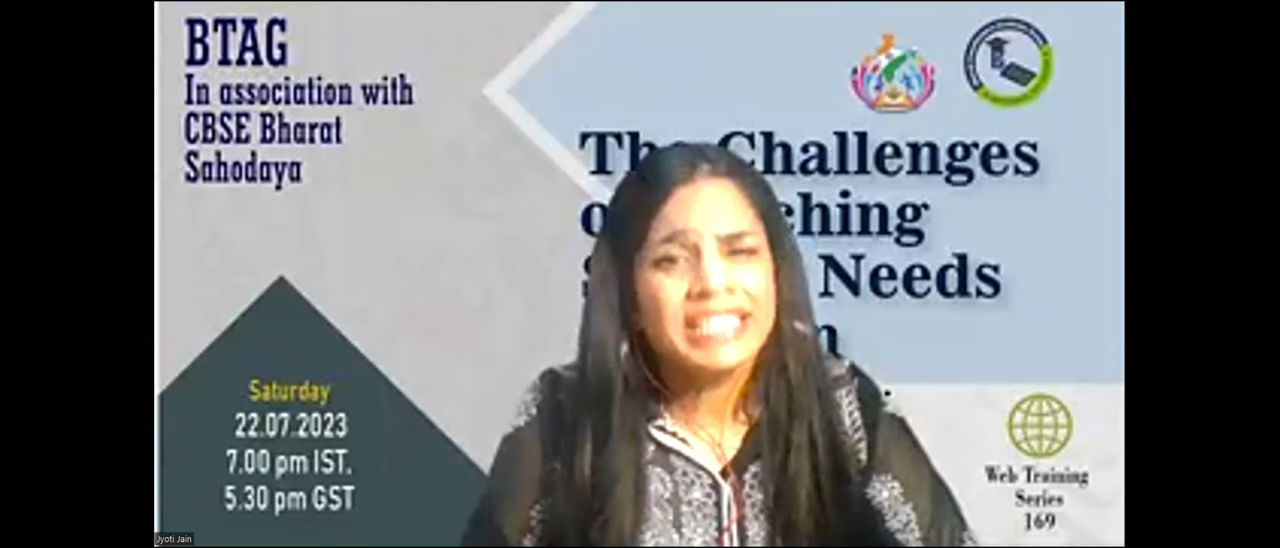 BTAG
In association with
CBSE Bharat
Sahodaya
The Challenges
Needs
Saturday
22.07.2023
7.00 pm IST,
5.30 pm GST
Web Training
Series
169
Jyoti Jain